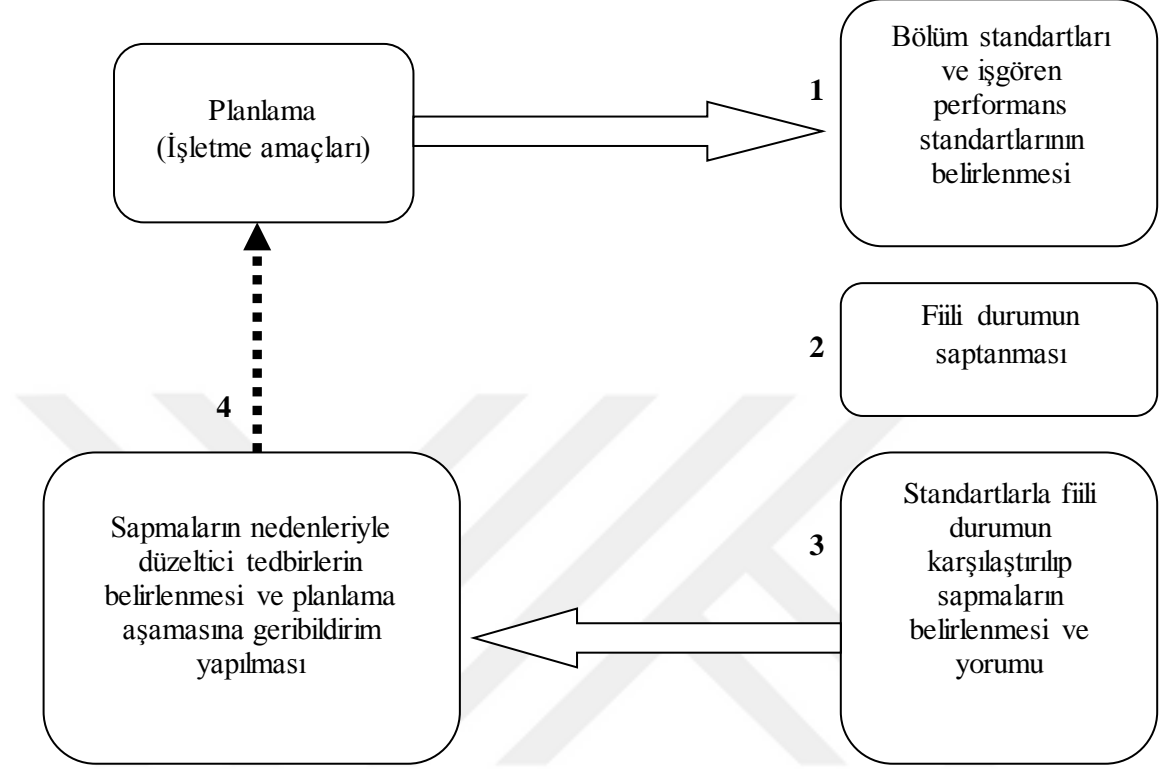 Planlama
(İşletme amaçları)
1
Bölüm standartları
ve işgören
performans
standartlarının
belirlenmesi
2
Fiili durumun
saptanması
3
Standartlarla fiili
durumun
karşılaştırılıp
sapmaların
belirlenmesi ve
yorumu
4
Sapmaların nedenleriyle
düzeltici tedbirlerin
belirlenmesi ve planlama
aşamasına geribildirim
yapılması